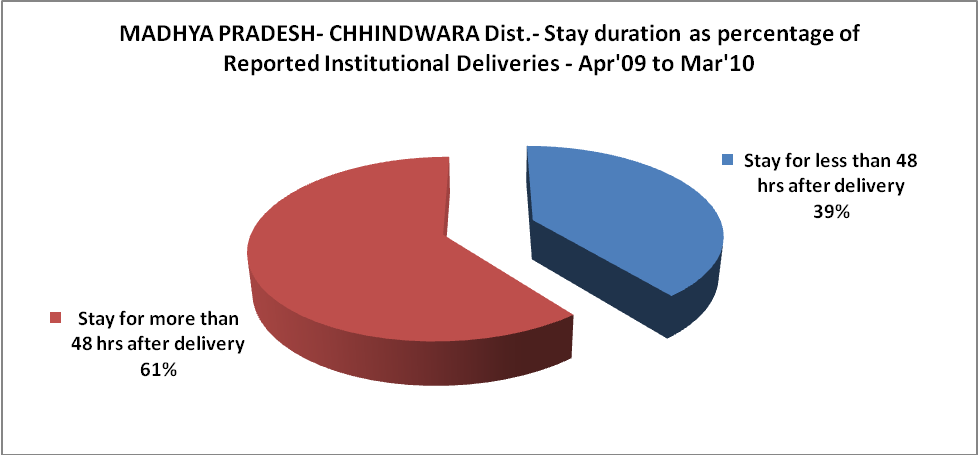 MADHYA PRADESH- CHHINDWARA Dist.- Stay duration as percentage of
Reported Institutional Deliveries - Apr'09 to Mar'10
Stay for less than 48
hrs after delivery
39%
Stay for more than
48 hrs after delivery
61%